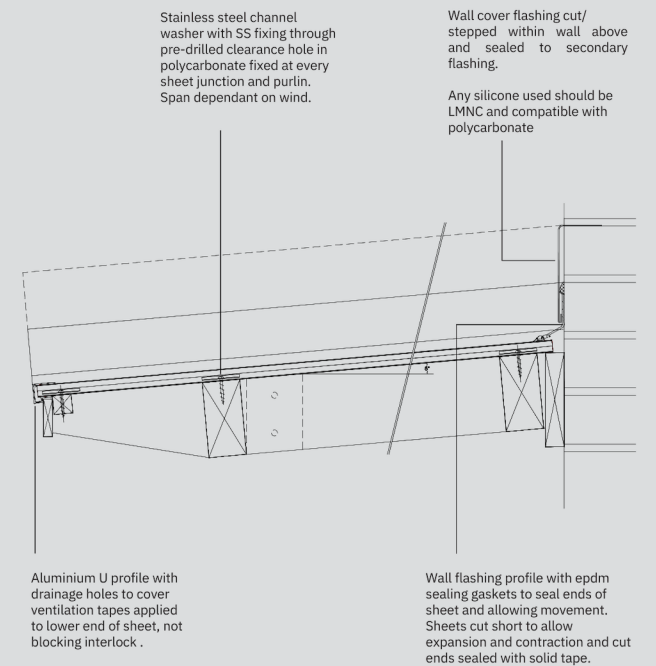 Stainless steel channel
washer with SS fixing through
pre-drilled clearance hole in
polycarbonate fixed at every
sheet junction and purlin.
Span dependant on wind.
Wall cover flashing cut/
stepped within wall above
and sealed to secondary
flashing.
Any silicone used should be
LMNC and compatible with
polycarbonate
Aluminium U profile with
drainage holes to cover
ventilation tapes applied
to lower end of sheet, not
blocking interlock .
Wall flashing profile with epdm
sealing gaskets to seal ends of
sheet and allowing movement.
Sheets cut short to allow
expansion and contraction and cut
ends sealed with solid tape.